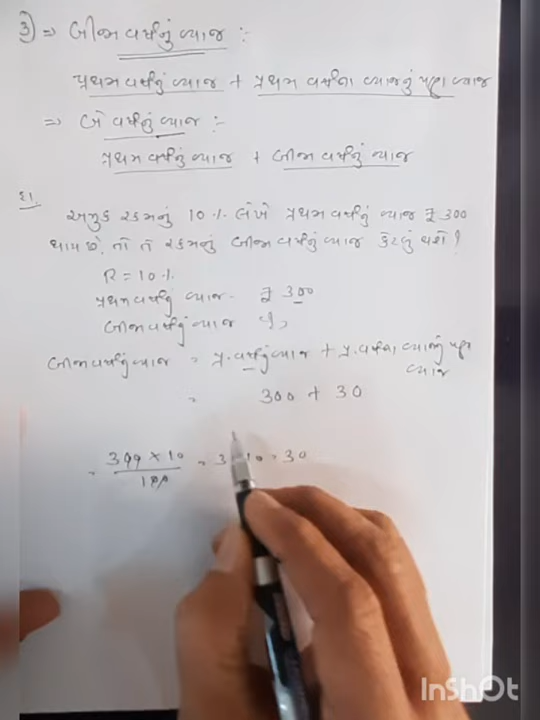 3) ⇒ બીજા વર્ષનું વ્યાજ :-
પ્રથમ વર્ષનું વ્યાજ + પ્રથમ વર્ષના વ્યાજનું પણ વ્યાજ
⇒ બે વર્ષનું વ્યાજ :-
પ્રથમ વર્ષનું વ્યાજ + બીજા વર્ષનું વ્યાજ
દા.
અમુક રકમનું 10 % લેખે પ્રથમ વર્ષનું વ્યાજ ₹ 300
થાય છે. તો તે રકમનું બીજા વર્ષનું વ્યાજ કેટલું થશે ?
R = 10 %
પ્રથમ વર્ષનું વ્યાજ - ₹ 300
બીજા વર્ષનું વ્યાજ ?
બીજા વર્ષનું વ્યાજ = પ્ર. વર્ષનું વ્યાજ + પ્ર. વર્ષના વ્યાજનું પણ
વ્યાજ
= 300 + 30
= 300 × 10 / 100 = 3 10 = 30
InShOt